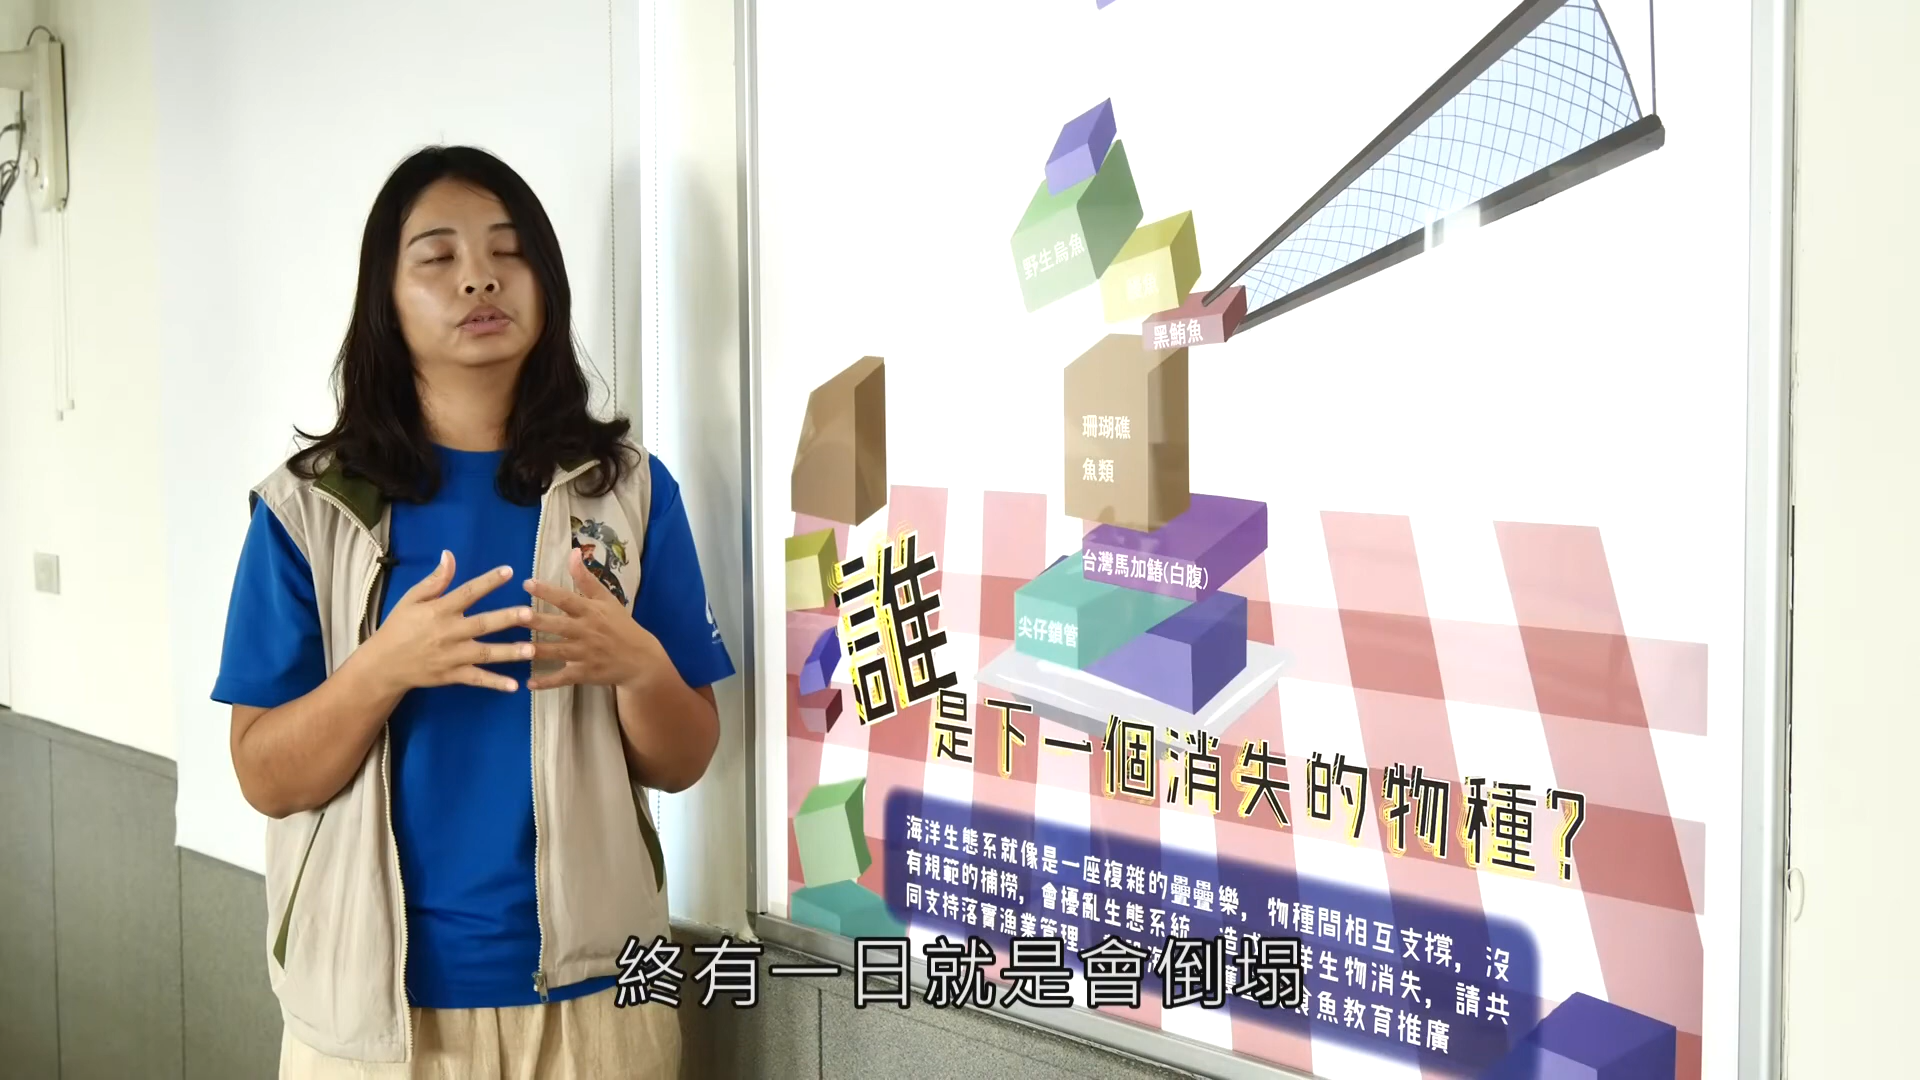 野生烏魚
黑鮪魚
珊瑚礁
魚類
台灣馬加鰆(白腹)
尖仔鎖管
誰
是下一個消失的物種?
海洋生態系就像是一座複雜的疊疊樂，物種間相互支撐，沒
有規範的捕撈，會擾亂生態系統 造成 洋生物消失，請共
同支持落實漁業管理 食魚教育推廣
終有一日就是會倒塌